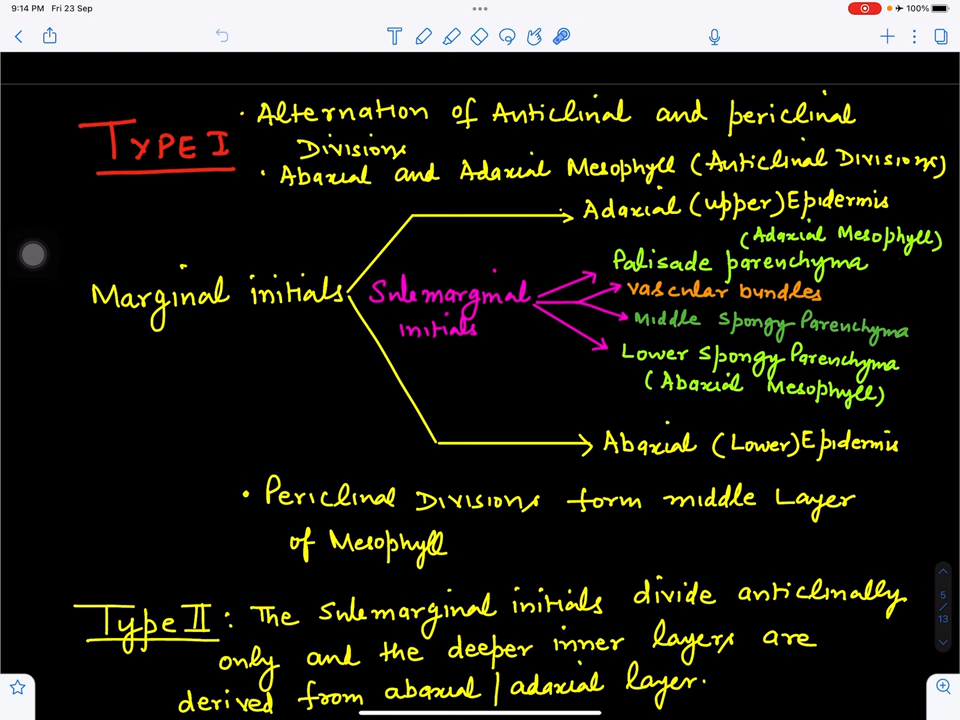 9:14 PM Fri 23 Sep
100%
TYPE I
• Alternation of Anticlinal and periclinal
Divisions
• Abaxial and Adaxial Mesophyll (Anticlinal Divisions)
Adaxial (upper) Epidermis
(Adaxial Mesophyll)
Palisade parenchyma
Marginal initials
Submarginal
initials
vascular bundles
Middle Spongy Parenchyma
Lower Spongy Parenchyma
(Abaxial Mesophyll)
Abaxial (Lower) Epidermis
• Periclinal Divisions form middle Layer
of Mesophyll
Type II : The Submarginal initials divide anticlinally
only and the deeper inner layers are
derived from abaxial / adaxial layer.
5
/
13